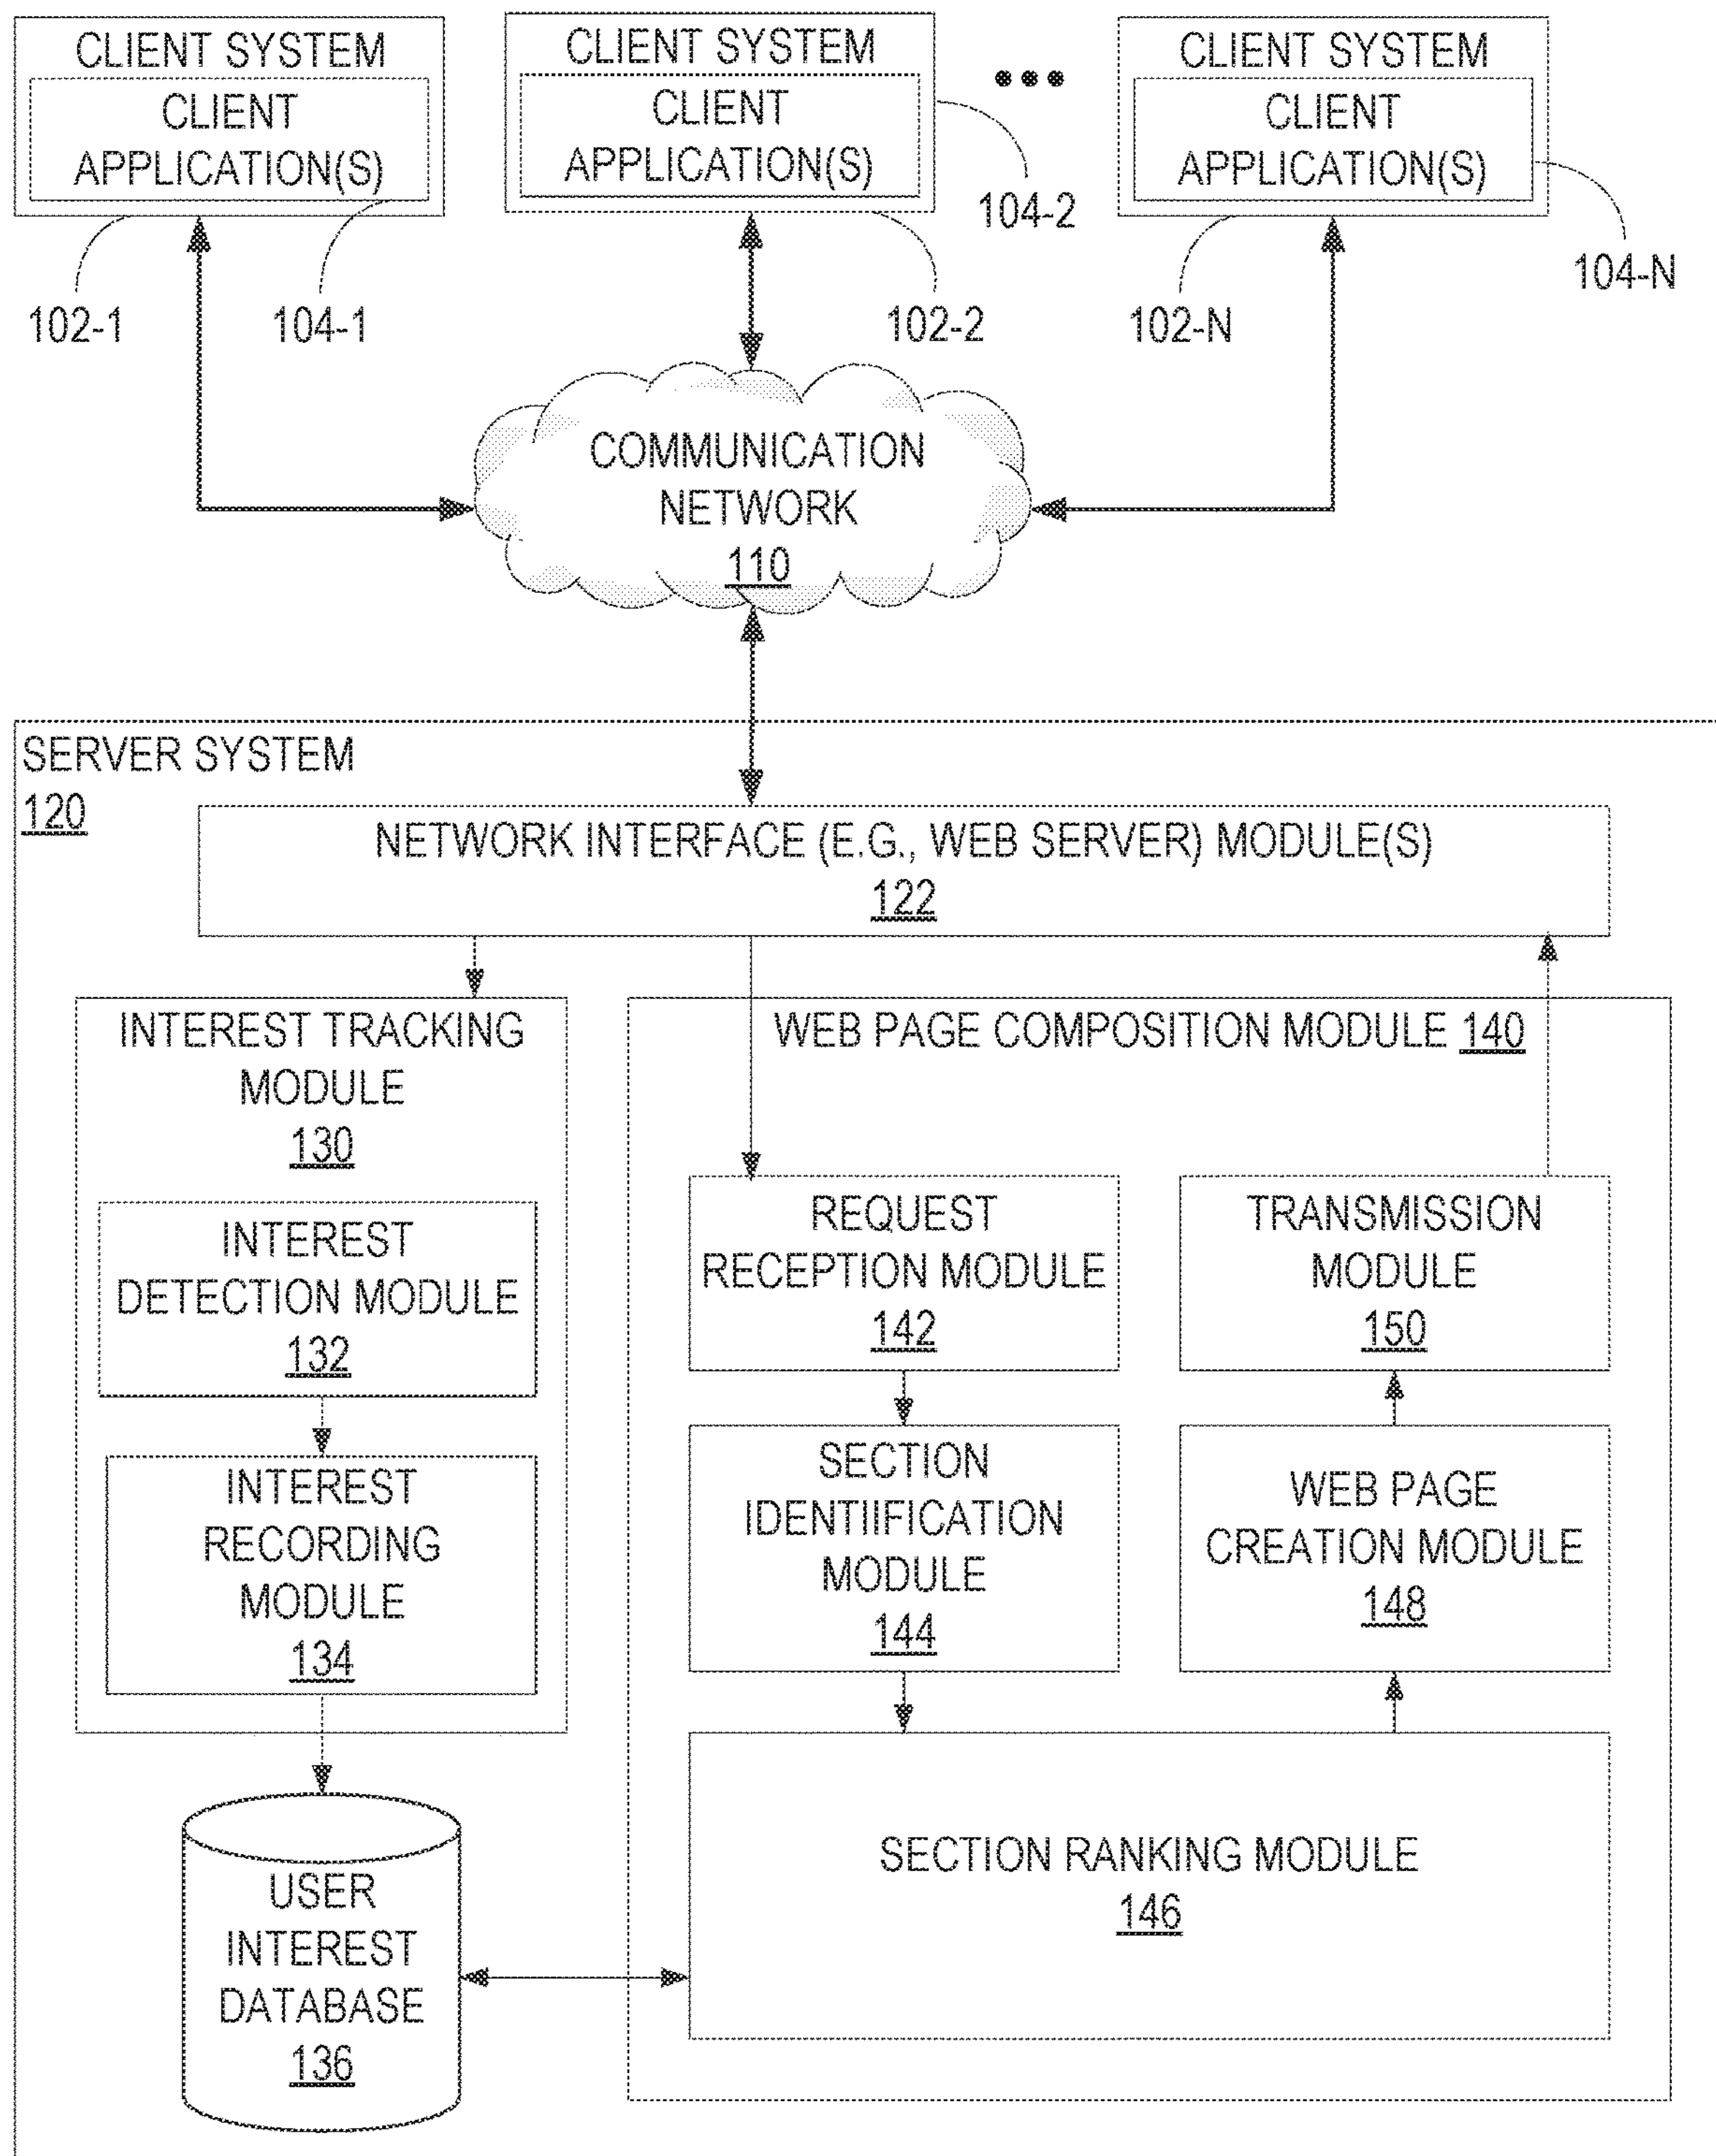 CLIENT SYSTEM
CLIENT
APPLICATION(S)
102-1
104-1
CLIENT SYSTEM
CLIENT
APPLICATION(S)
104-2
102-2
CLIENT SYSTEM
CLIENT
APPLICATION(S)
102-N
104-N
COMMUNICATION
NETWORK
110
SERVER SYSTEM
120
NETWORK INTERFACE (E.G., WEB SERVER) MODULE(S)
122
INTEREST TRACKING
MODULE
130
INTEREST
DETECTION MODULE
132
INTEREST
RECORDING
MODULE
134
USER
INTEREST
DATABASE
136
WEB PAGE COMPOSITION MODULE 140
REQUEST
RECEPTION MODULE
142
SECTION
IDENTIIFICATION
MODULE
144
SECTION RANKING MODULE
146
WEB PAGE
CREATION MODULE
148
TRANSMISSION
MODULE
150